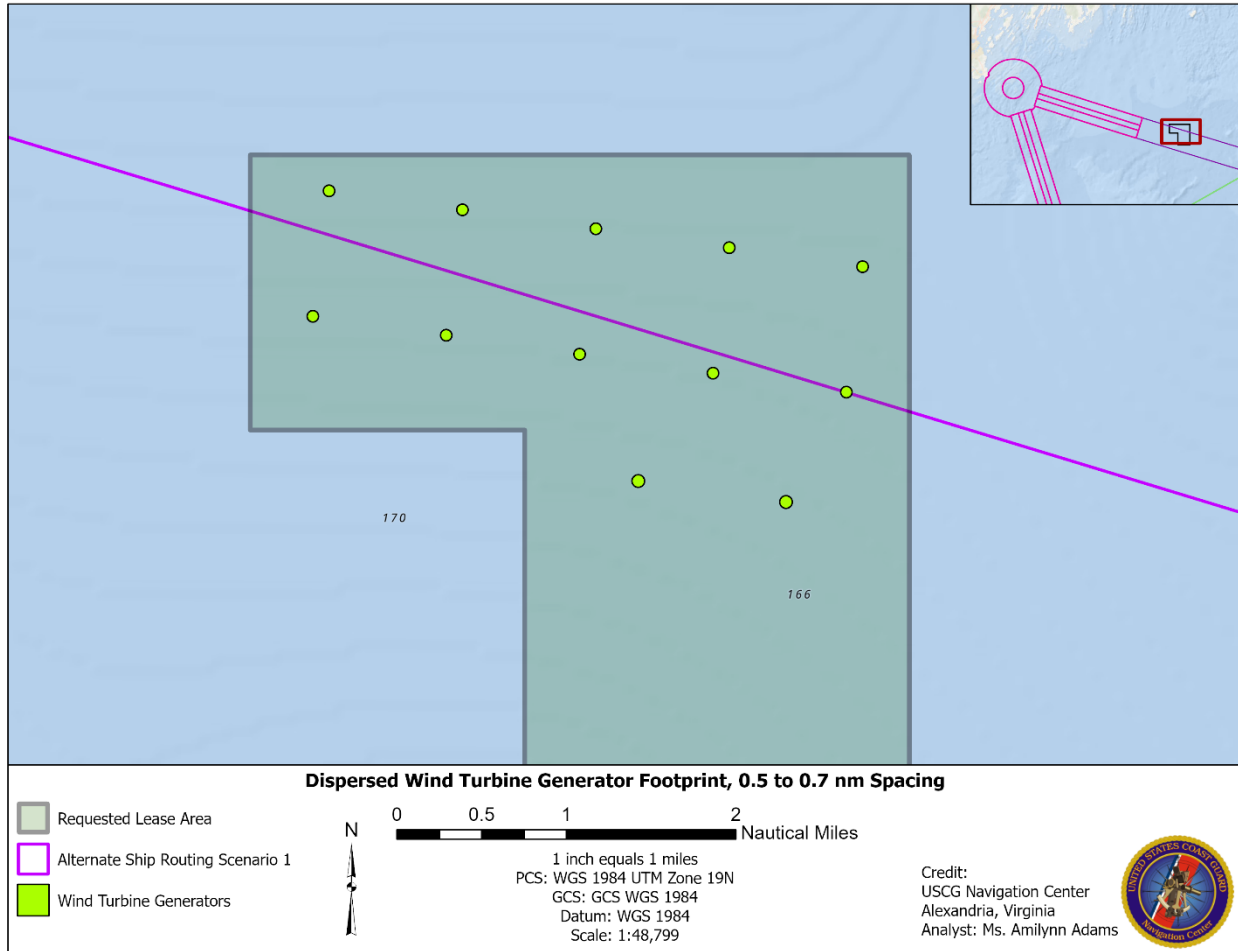 170
166
Dispersed Wind Turbine Generator Footprint, 0.5 to 0.7 nm Spacing
Requested Lease Area
Alternate Ship Routing Scenario 1
Wind Turbine Generators
N
0 0.5 1 2
Nautical Miles
1 inch equals 1 miles
PCS: WGS 1984 UTM Zone 19N
GCS: GCS WGS 1984
Datum: WGS 1984
Scale: 1:48,799
Credit:
USCG Navigation Center
Alexandria, Virginia
Analyst: Ms. Amilynn Adams
UNITED STATES COAST GUARD
Navigation Center